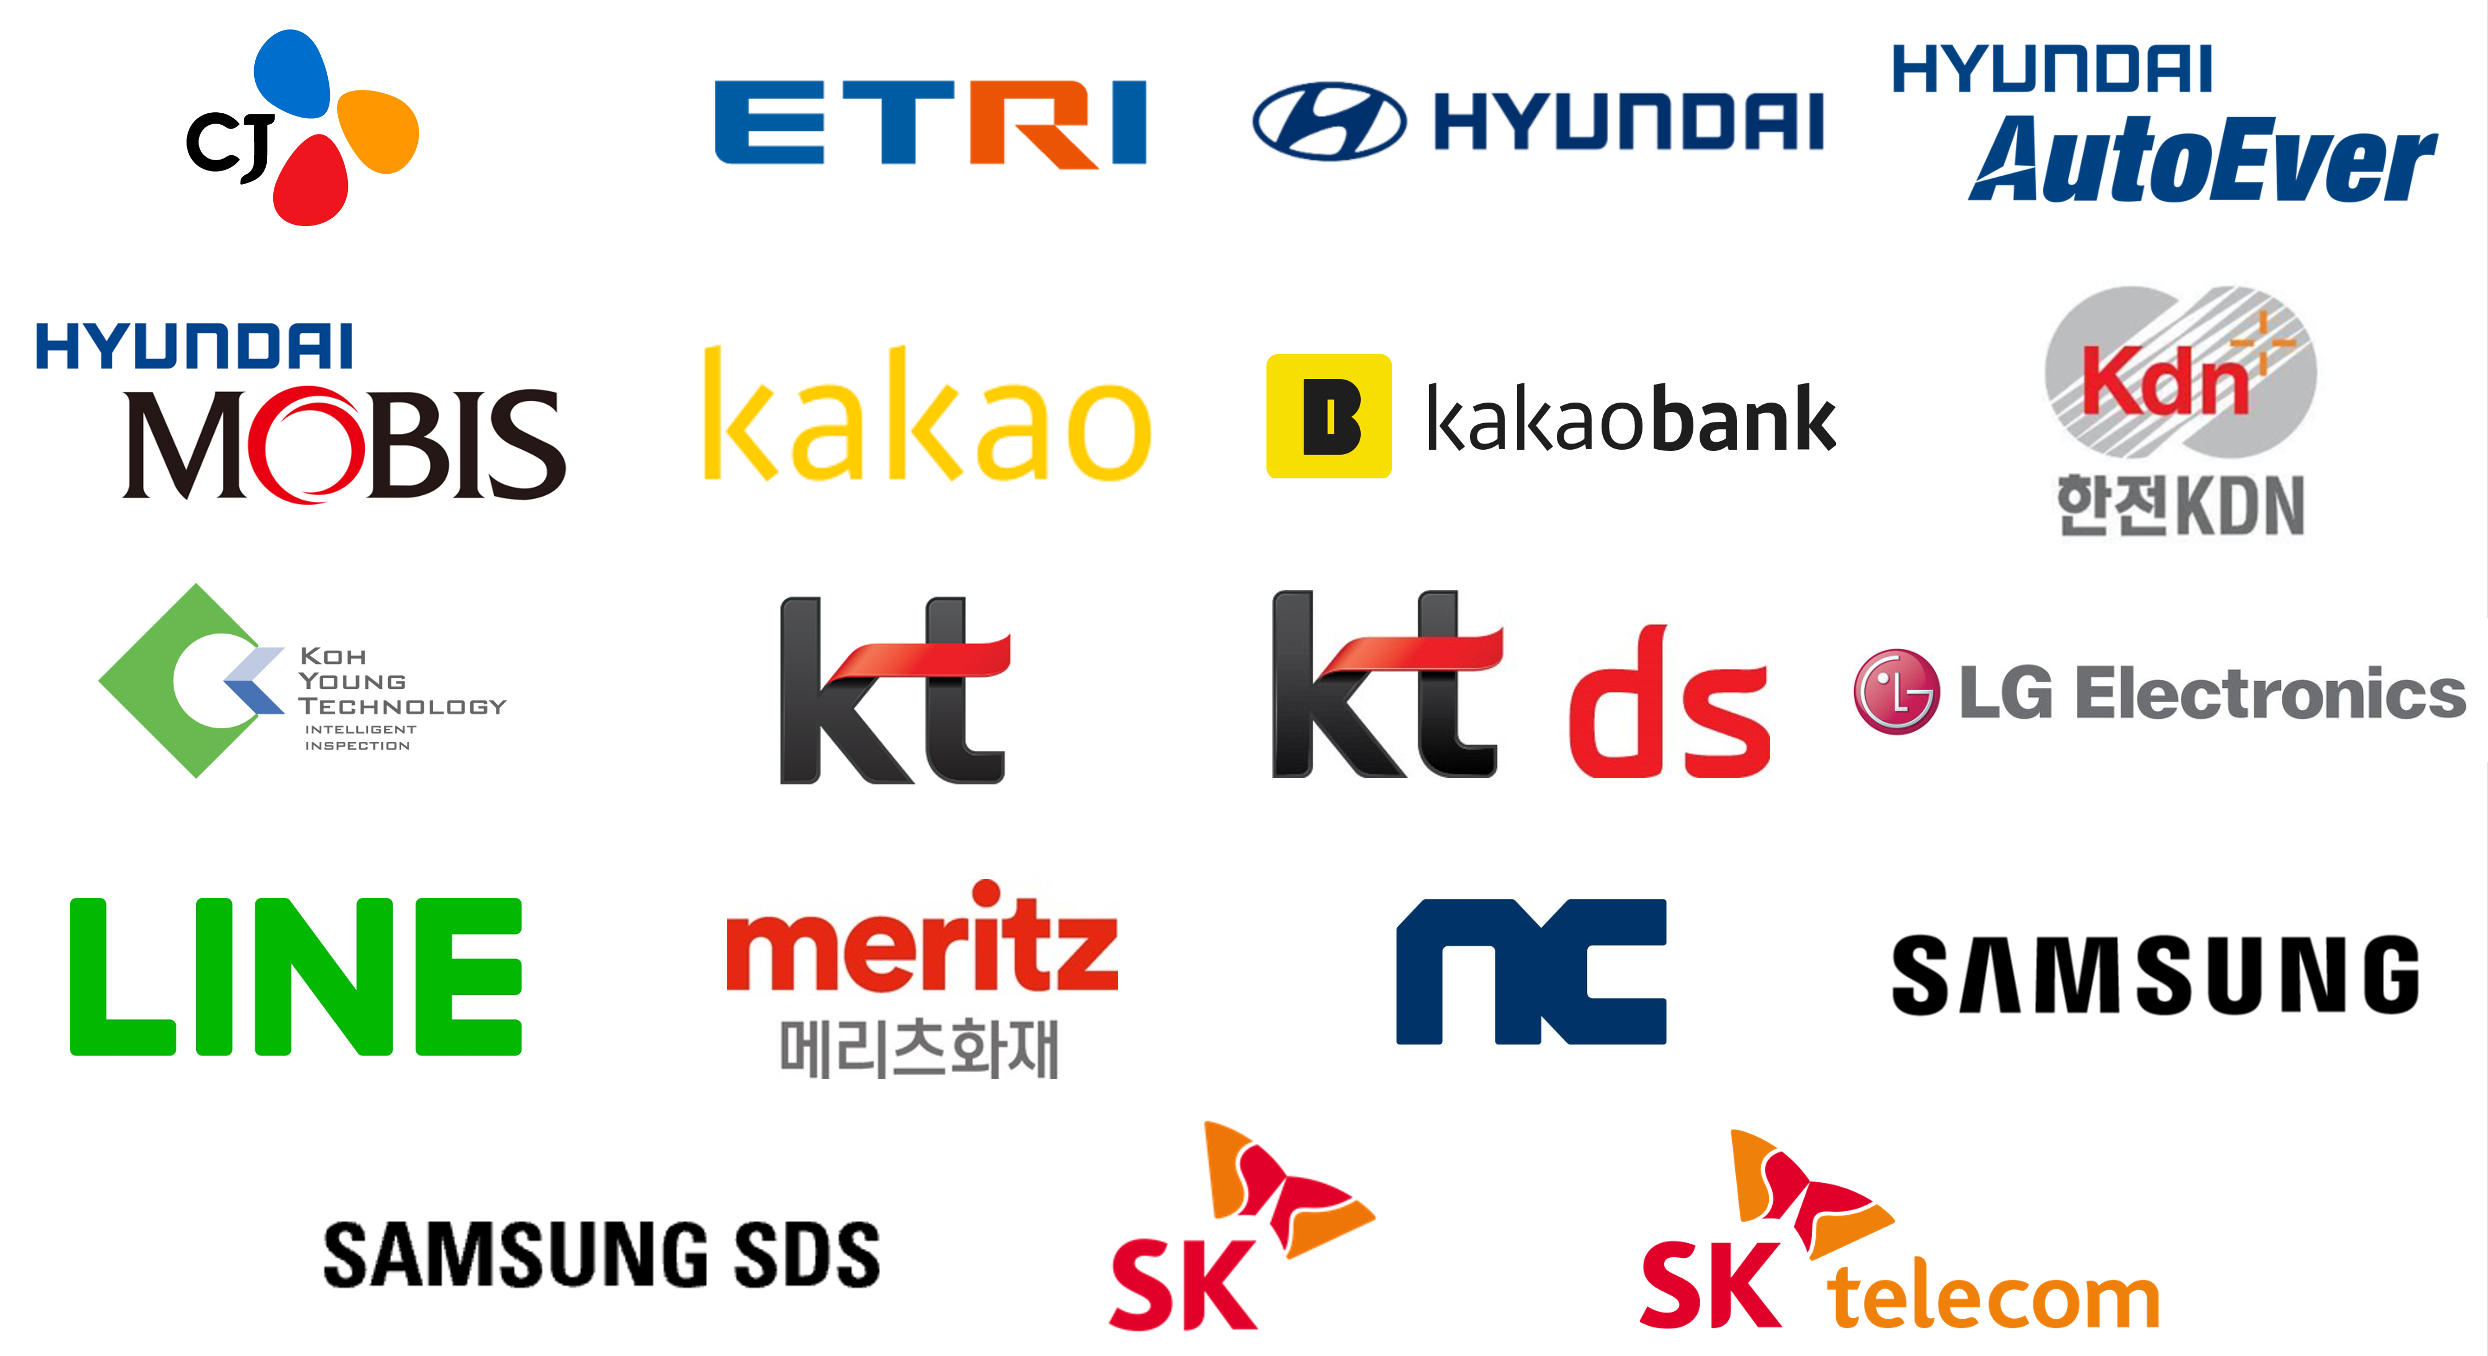 CJ
ETRI
HYUNDAI
HYUNDAI
AutoEver
HYUNDAI
MOBIS
kakao
B kakaobank
Kdn
한전KDN
KOH
YOUNG
TECHNOLOGY
INTELLIGENT
INSPECTION
kt
kt ds
LG Electronics
LINE
meritz
메리츠화재
nc
SAMSUNG
SAMSUNG SDS
SK
SK telecom